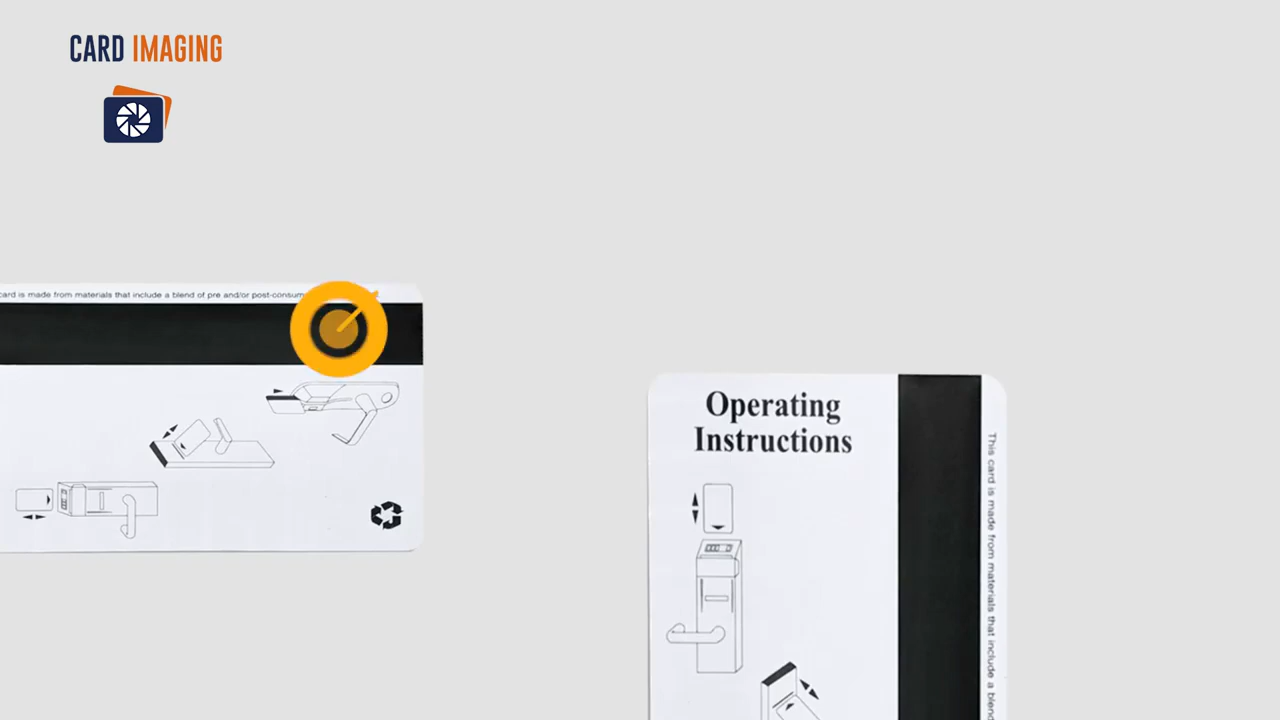 CARD IMAGING
card is made from materials that include a blend of pre and/or post-consum
Operating
Instructions
This card is made from materials that include a blend